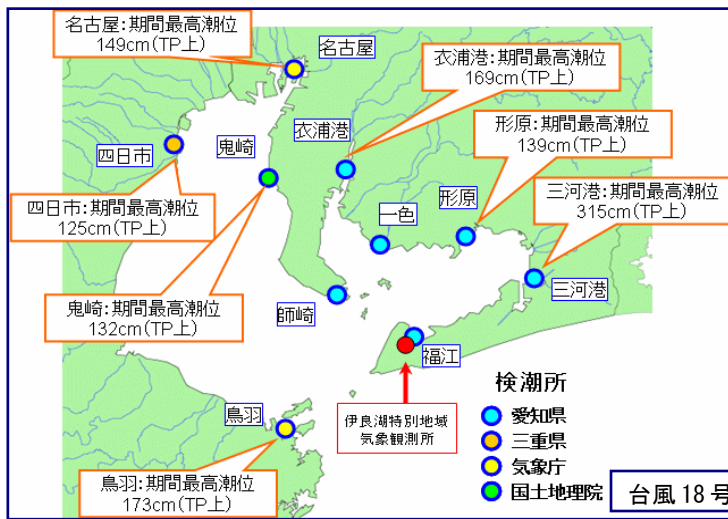 名古屋:期間最高潮位
149cm(TP上)
名古屋
衣浦港:期間最高潮位
169cm(TP上)
形原:期間最高潮位
139cm(TP上)
三河港:期間最高潮位
315cm(TP上)
四日市
鬼崎
衣浦港
一色
形原
四日市:期間最高潮位
125cm(TP上)
鬼崎:期間最高潮位
132cm(TP上)
師崎
三河港
福江
鳥羽
伊良湖特別地域
気象観測所
鳥羽:期間最高潮位
173cm(TP上)
検潮所
愛知県
三重県
気象庁
国土地理院
台風18号